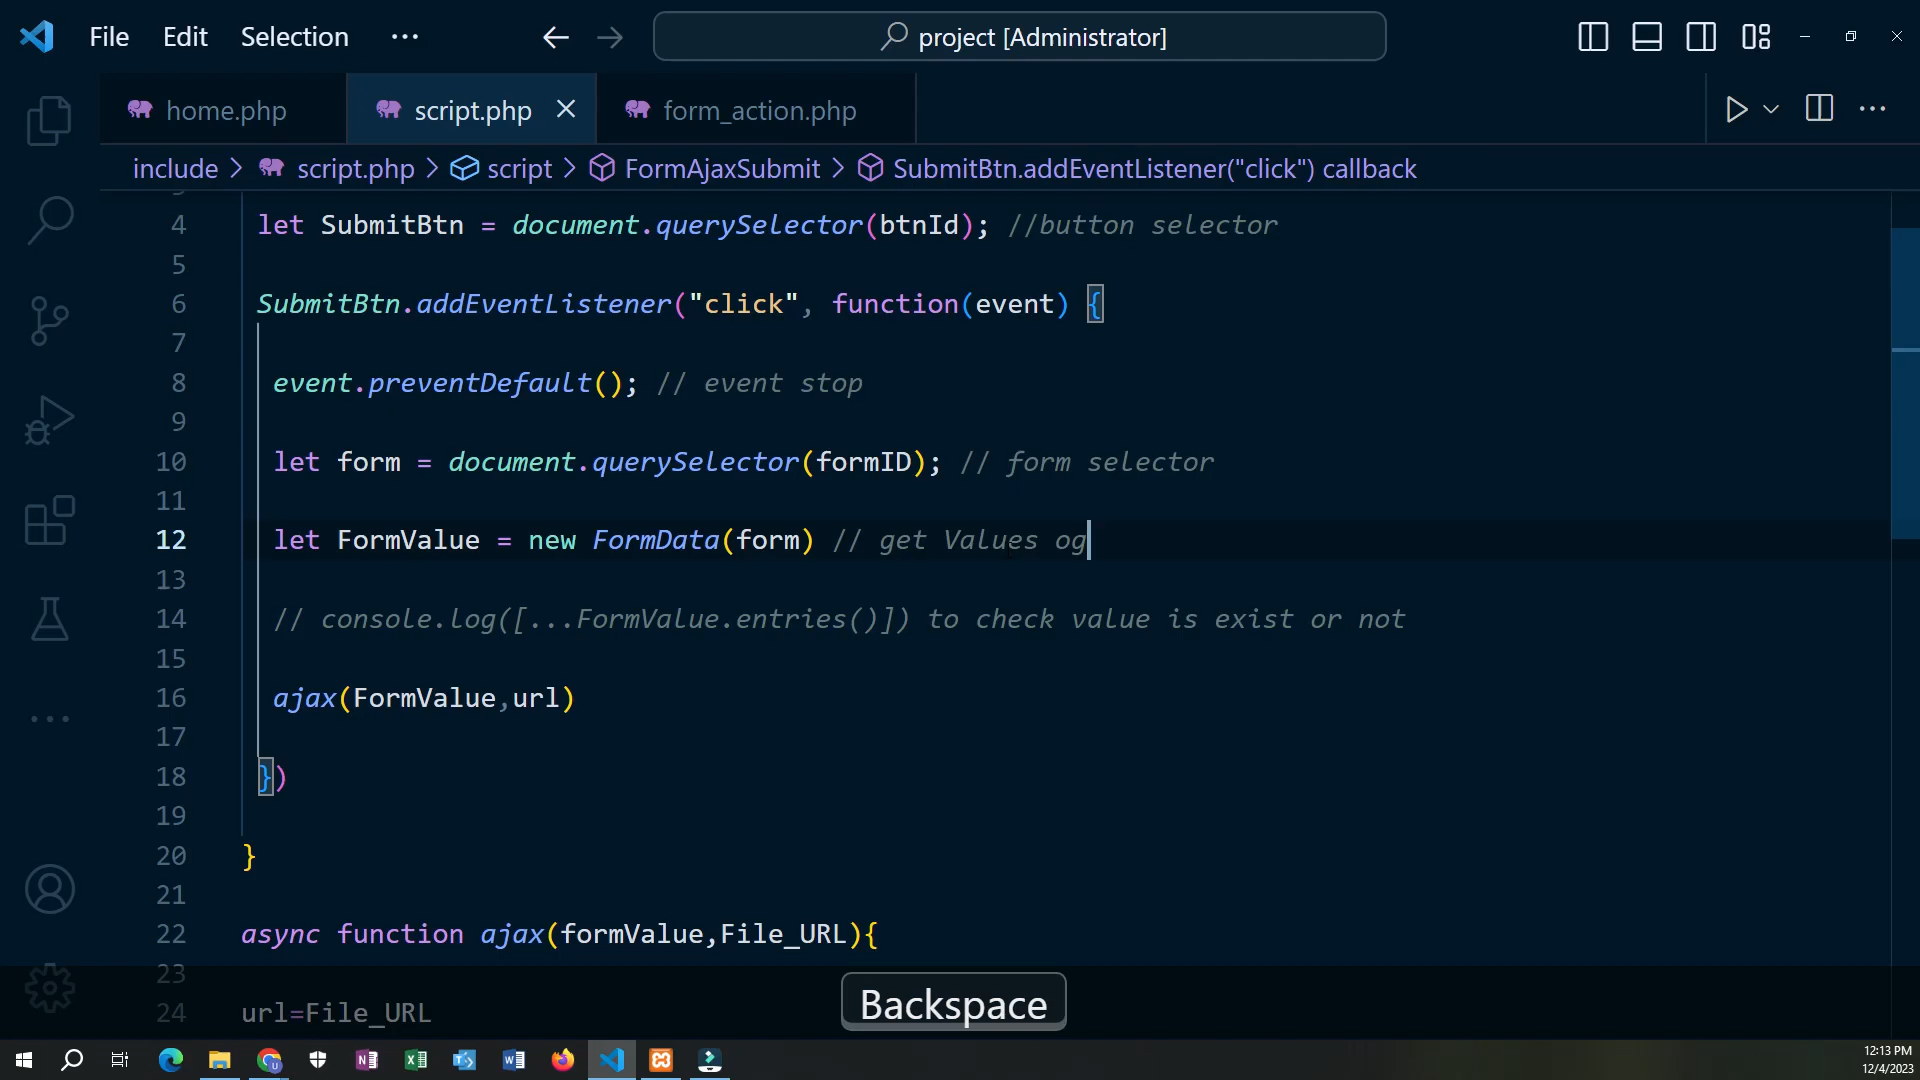 File Edit Selection ··· project [Administrator]
home.php script.php form_action.php
include > script.php > script > FormAjaxSubmit > SubmitBtn.addEventListener("click") callback
4 let SubmitBtn = document.querySelector(btnId); //button selector
5
6 SubmitBtn.addEventListener("click", function(event) {
7
8 event.preventDefault(); // event stop
9
10 let form = document.querySelector(formID); // form selector
11
12 let FormValue = new FormData(form) // get Values og
13
14 // console.log([...FormValue.entries()]) to check value is exist or not
15
16 ajax(FormValue,url)
17
18 })
19
20 }
21
22 async function ajax(formValue,File_URL){
23
24 url=File_URL
Backspace
12:13 PM
12/4/2023